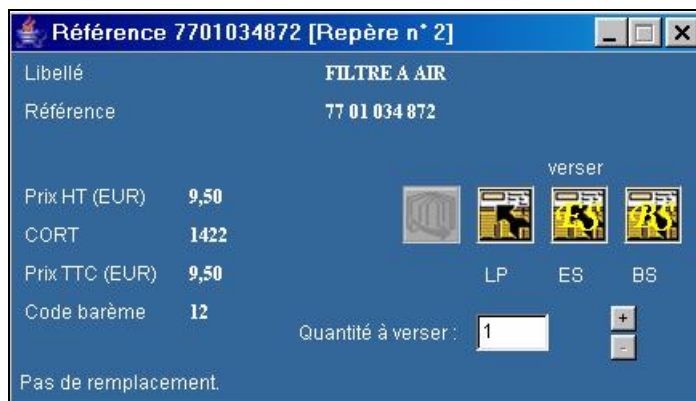 Référence 7701034872 [Repère n° 2]
Libellé FILTRE A AIR
Référence 77 01 034 872
verser
Prix HT (EUR) 9,50
CORT 1422
Prix TTC (EUR) 9,50
LP ES BS
Code barème 12
Quantité à verser : 1
+
-
Pas de remplacement.